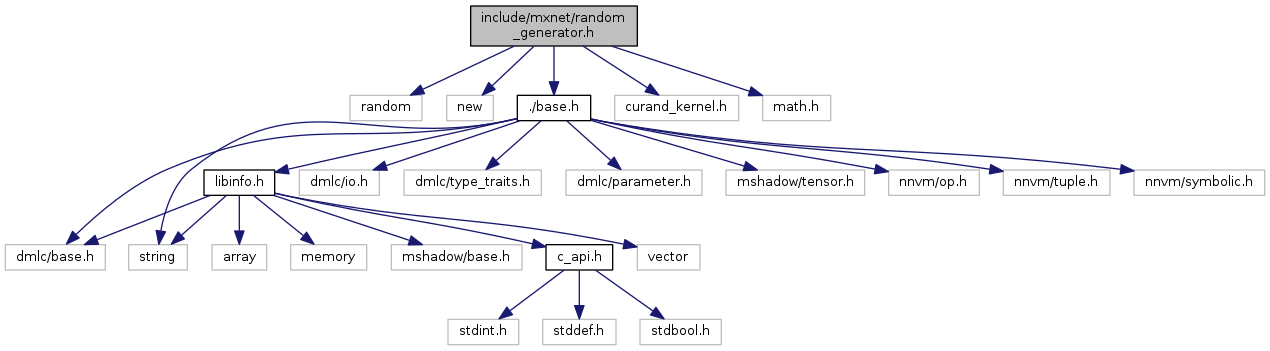 include/mxnet/random
_generator.h
random
new
./base.h
curand_kernel.h
math.h
libinfo.h
dmlc/io.h
dmlc/type_traits.h
dmlc/parameter.h
mshadow/tensor.h
nnvm/op.h
nnvm/tuple.h
nnvm/symbolic.h
dmlc/base.h
string
array
memory
mshadow/base.h
c_api.h
vector
stdint.h
stddef.h
stdbool.h